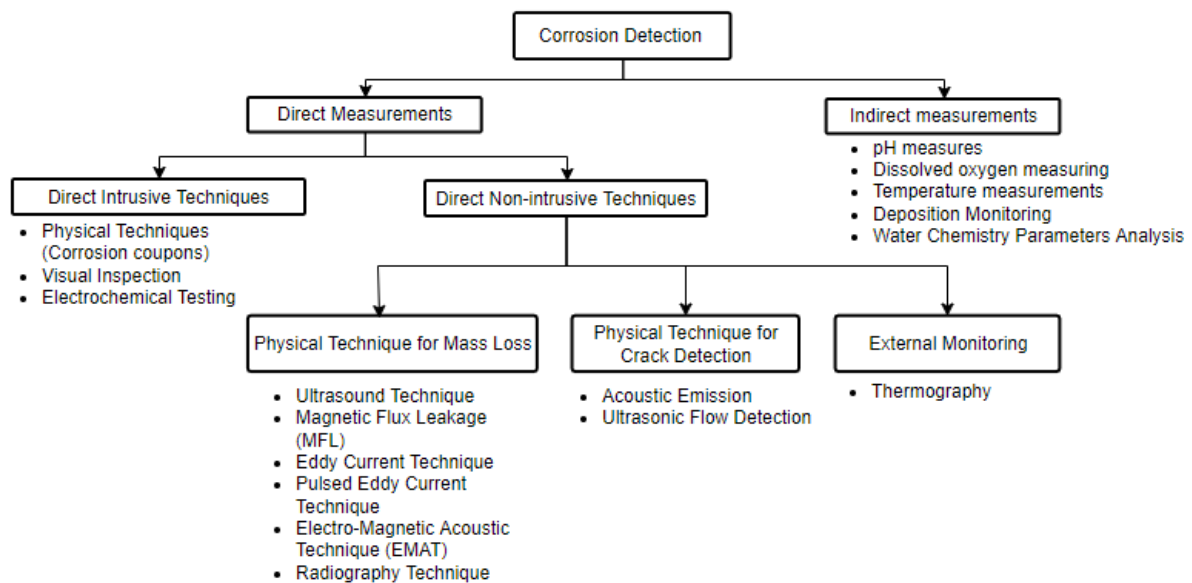 Corrosion Detection
Direct Measurements
Indirect measurements
pH measures
Dissolved oxygen measuring
Temperature measurements
Deposition Monitoring
Water Chemistry Parameters Analysis
Direct Intrusive Techniques
Physical Techniques
(Corrosion coupons)
Visual Inspection
Electrochemical Testing
Direct Non-intrusive Techniques
Physical Technique for Mass Loss
Ultrasound Technique
Magnetic Flux Leakage
(MFL)
Eddy Current Technique
Pulsed Eddy Current
Technique
Electro-Magnetic Acoustic
Technique (EMAT)
Radiography Technique
Physical Technique for
Crack Detection
Acoustic Emission
Ultrasonic Flow Detection
External Monitoring
Thermography